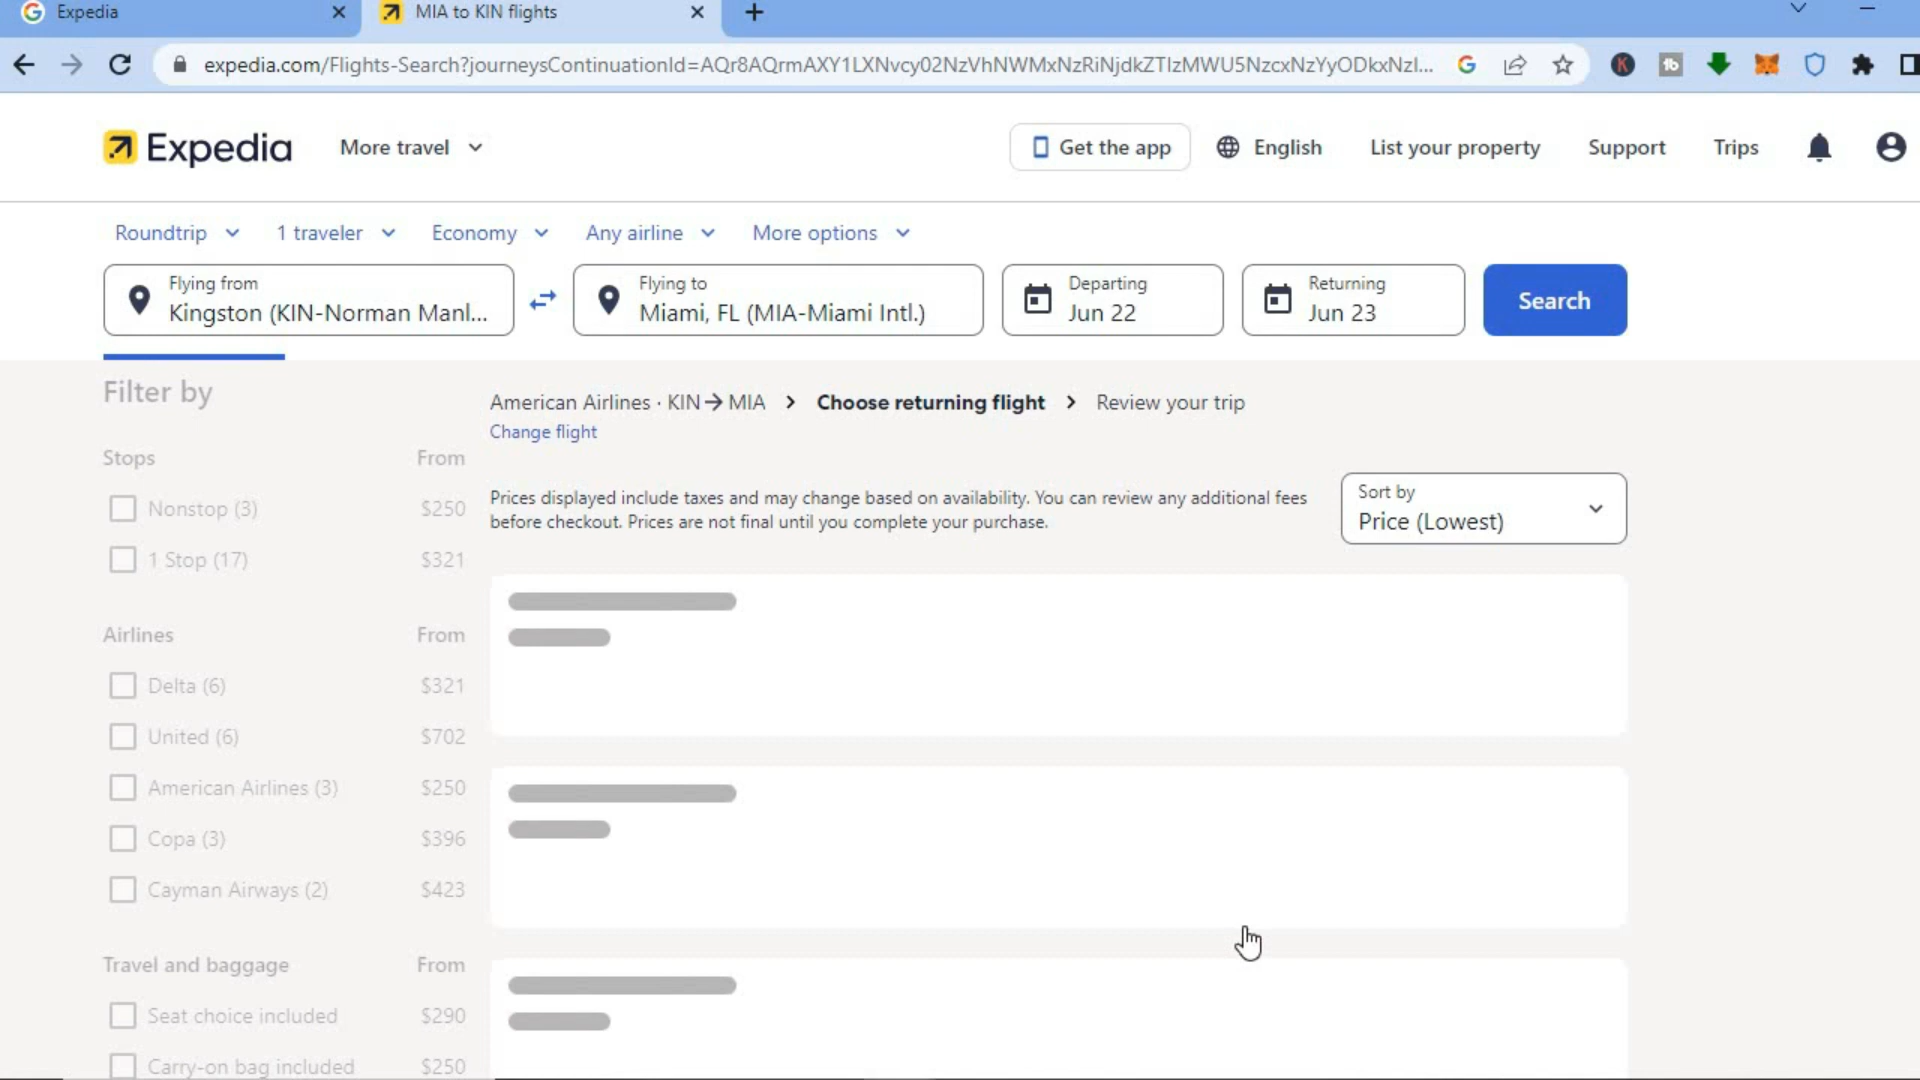 Expedia
MIA to KIN flights
expedia.com/Flights-Search?journeysContinuationId=AQr8AQrmAXY1LXNvcy02NzVhNWMxNzRiNjdkZTIzMWU5NzcxNzYyODkxNzI...
Expedia
More travel
Get the app
English
List your property
Support
Trips
Roundtrip
1 traveler
Economy
Any airline
More options
Flying from
Kingston (KIN-Norman Manl...
Flying to
Miami, FL (MIA-Miami Intl.)
Departing
Jun 22
Returning
Jun 23
Search
Filter by
Stops From
Nonstop (3) $250
1 Stop (17) $321
Airlines From
Delta (6) $321
United (6) $702
American Airlines (3) $250
Copa (3) $396
Cayman Airways (2) $423
Travel and baggage From
Seat choice included $290
Carry-on bag included $250
American Airlines · KIN → MIA > Choose returning flight > Review your trip
Change flight
Prices displayed include taxes and may change based on availability. You can review any additional fees
before checkout. Prices are not final until you complete your purchase.
Sort by
Price (Lowest)